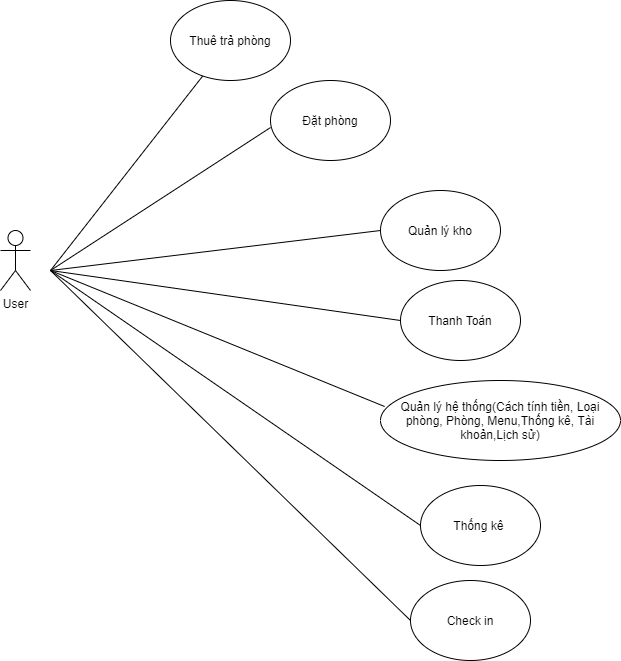 Thuê trả phòng
Đặt phòng
Quản lý kho
User
Thanh Toán
Quản lý hệ thống(Cách tính tiền, Loại
phòng, Phòng, Menu,Thống kê, Tải
khoản,Lịch sử)
Thống kê
Check in